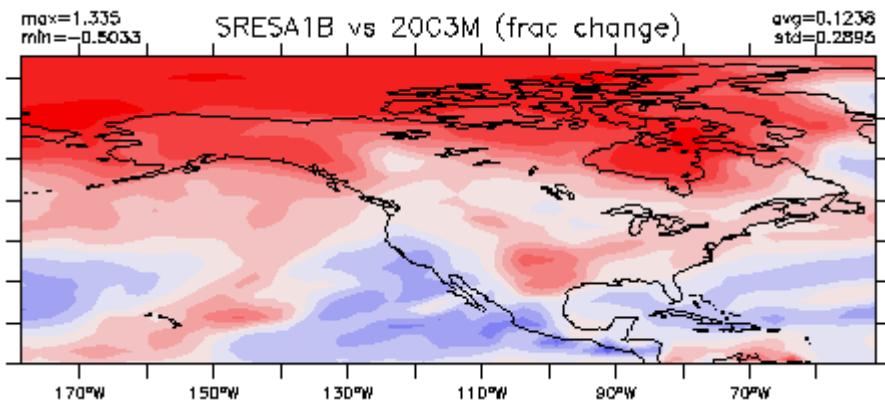 max=1.335
min=-0.5033
SRESA1B vs 20C3M (frac change)
avg=0.1236
std=0.2895
170°W 150°W 130°W 110°W 90°W 70°W